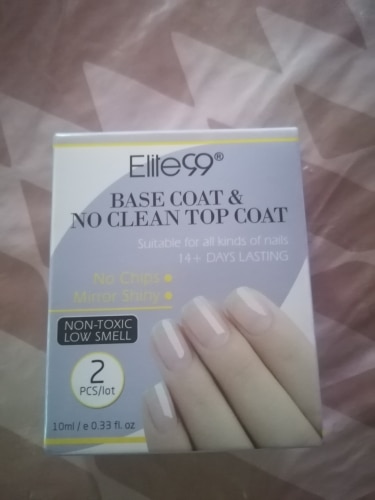 Elite99®
BASE COAT &
NO CLEAN TOP COAT
Suitable for all kinds of nails
14+ DAYS LASTING
No Chips
Mirror Shiny
NON-TOXIC
LOW SMELL
2
PCS/lot
10ml / e 0.33 fl. oz